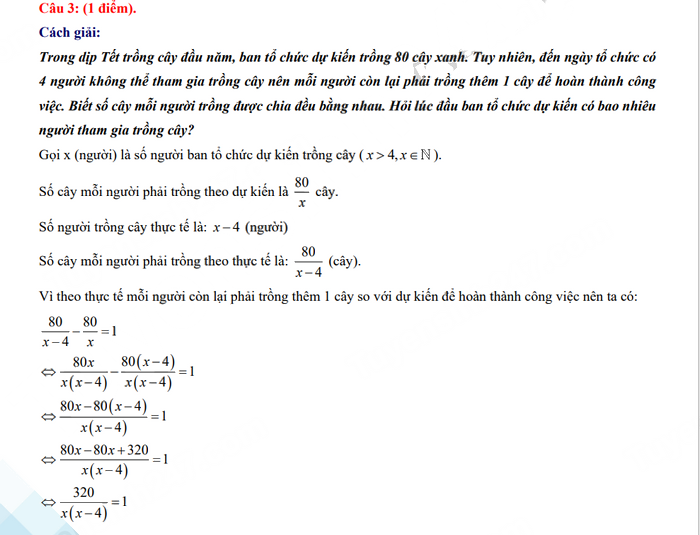 Câu 3: (1 điểm).
Cách giải:
Trong dịp Tết trồng cây đầu năm, ban tổ chức dự kiến trồng 80 cây xanh. Tuy nhiên, đến ngày tổ chức có
4 người không thể tham gia trồng cây nên mỗi người còn lại phải trồng thêm 1 cây để hoàn thành công
việc. Biết số cây mỗi người trồng được chia đều bằng nhau. Hỏi lúc đầu ban tổ chức dự kiến có bao nhiêu
người tham gia trồng cây?
Gọi x (người) là số người ban tổ chức dự kiến trồng cây (x > 4, x ∈ ℕ).
Số cây mỗi người phải trồng theo dự kiến là 80/x cây.
Số người trồng cây thực tế là: x − 4 (người)
Số cây mỗi người phải trồng theo thực tế là: 80/(x − 4) (cây).
Vì theo thực tế mỗi người còn lại phải trồng thêm 1 cây so với dự kiến để hoàn thành công việc nên ta có:
80/(x − 4) − 80/x = 1
⇔ 80x/(x(x − 4)) − 80(x − 4)/(x(x − 4)) = 1
⇔ (80x − 80(x − 4))/(x(x − 4)) = 1
⇔ (80x − 80x + 320)/(x(x − 4)) = 1
⇔ 320/(x(x − 4)) = 1